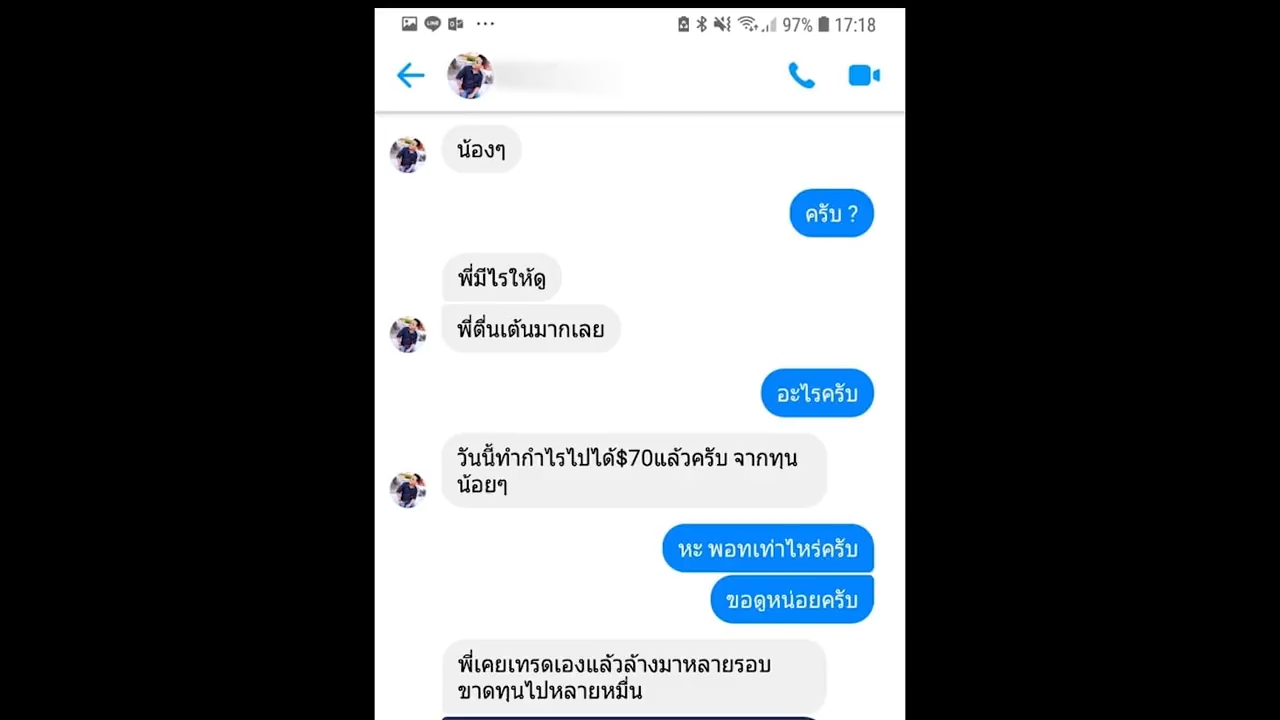 97% 17:18
น้องๆ
ครับ ?
พี่มีไรให้ดู
พี่ตื่นเต้นมากเลย
อะไรครับ
วันนี้ทำกำไรไปได้$70แล้วครับ จากทุน
น้อยๆ
หะ พอทเท่าไหร่ครับ
ขอดูหน่อยครับ
พี่เคยเทรดเองแล้วล้างมาหลายรอบ
ขาดทุนไปหลายหมื่น